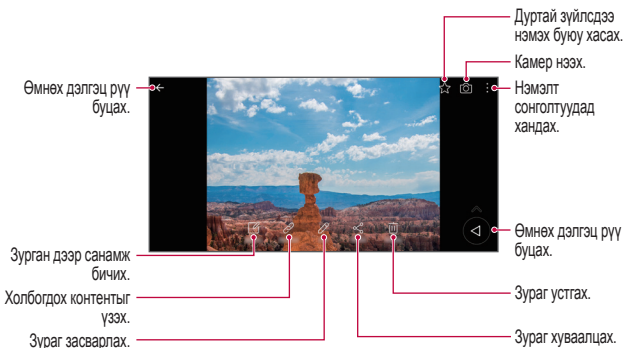 Дуртай зүйлсдээ
нэмэх буюу хасах.
Камер нээх.
Нэмэлт
сонголтуудад
хандах.
Өмнөх дэлгэц рүү
буцах.
Өмнөх дэлгэц рүү
буцах.
Зурган дээр санамж
бичих.
Холбогдох контентыг
үзэх.
Зураг засварлах.
Зураг устгах.
Зураг хуваалцах.